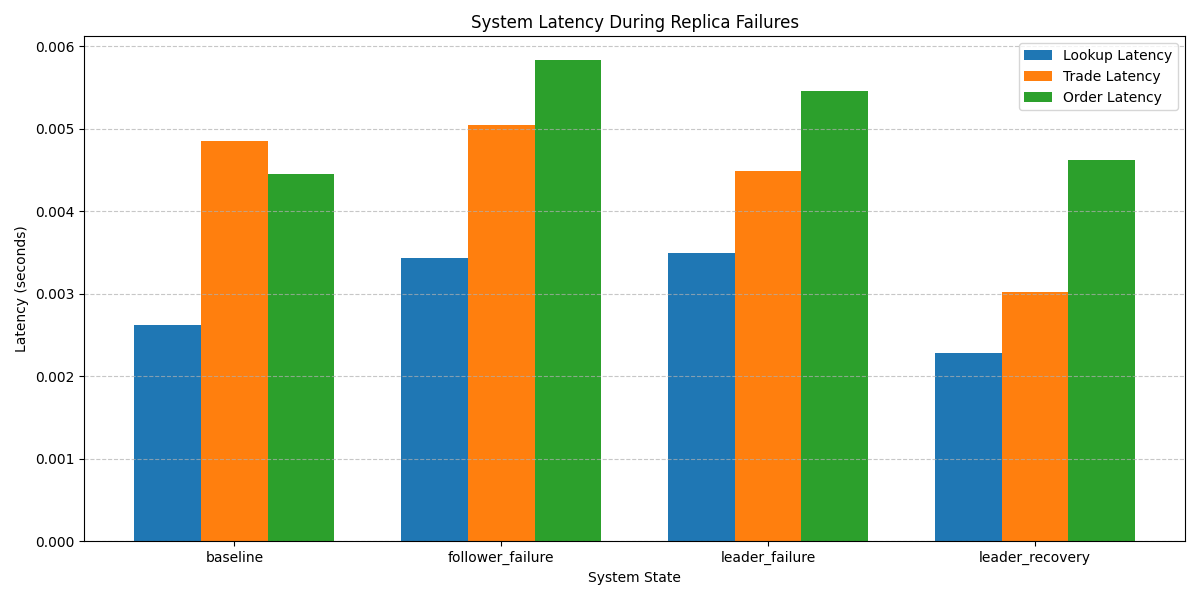 System Latency During Replica Failures
Lookup Latency
Trade Latency
Order Latency
Latency (seconds)
0.006
0.005
0.004
0.003
0.002
0.001
0.000
baseline
follower_failure
leader_failure
leader_recovery
System State